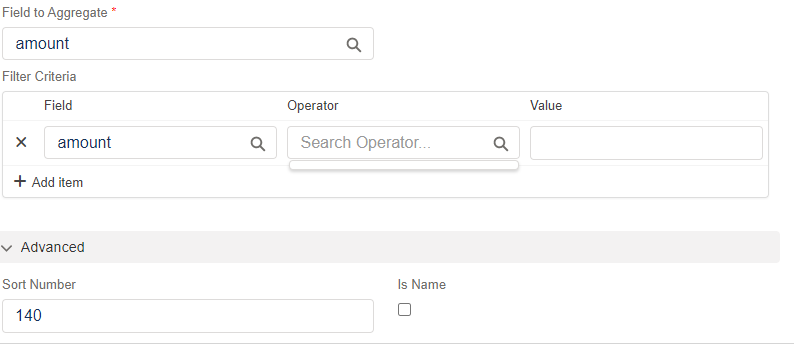 Field to Aggregate *
amount
Filter Criteria
Field Operator Value
amount Search Operator...
+ Add item
Advanced
Sort Number Is Name
140